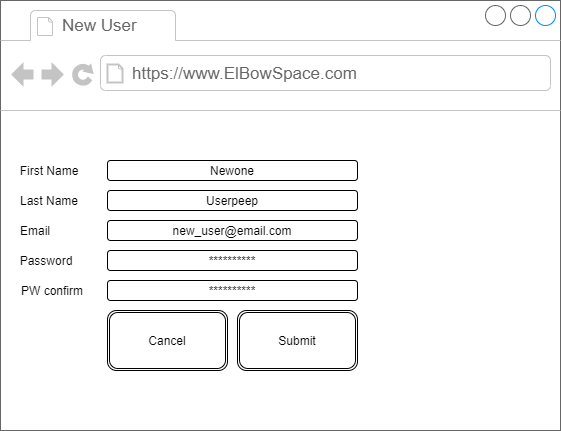 New User
https://www.ElBowSpace.com
First Name Newone
Last Name Userpeep
Email new_user@email.com
Password **********
PW confirm **********
Cancel Submit